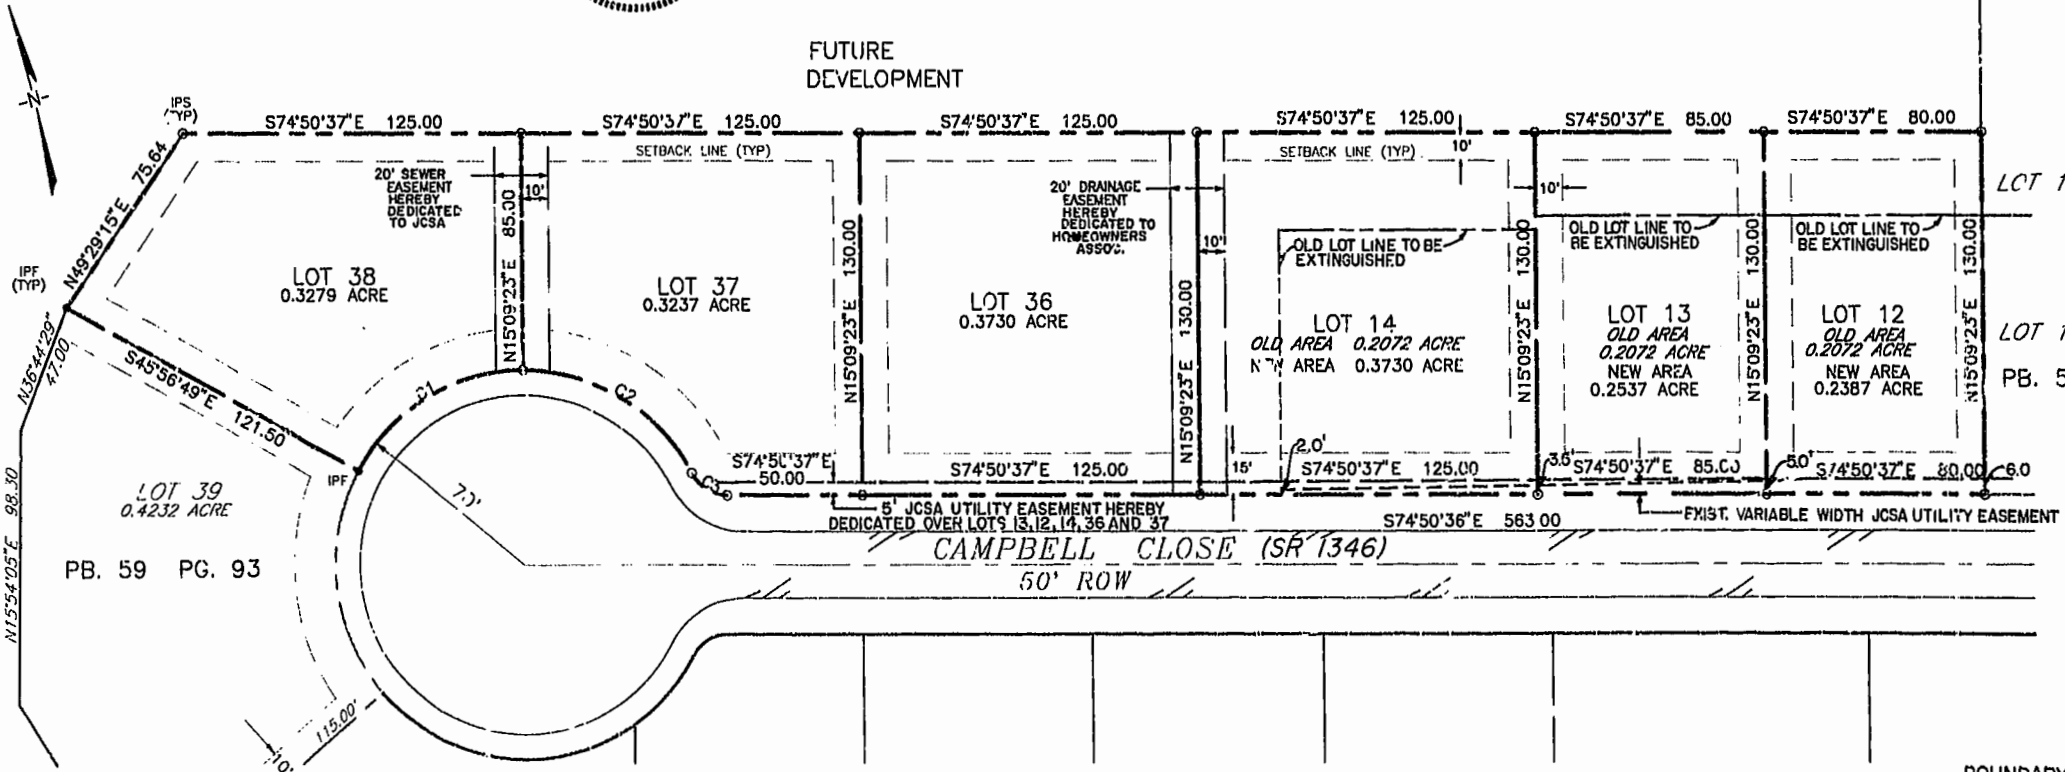 FUTURE
DEVELOPMENT
N
IPS
(TYP)
S74°50'37"E 125.00
S74°50'37"E 125.00
S74°50'37"E 125.00
S74°50'37"E 125.00
S74°50'37"E 85.00
S74°50'37"E 80.00
SETBACK LINE (TYP)
SETBACK LINE (TYP)
10'
N49°29'15"E 75.64
20' SEWER
EASEMENT
HEREBY
DEDICATED
TO JCSA
10'
N15°09'23"E 85.00
20' DRAINAGE
EASEMENT
HEREBY
DEDICATED TO
HOMEOWNERS
ASSOC.
10'
10'
OLD LOT LINE TO BE
EXTINGUISHED
OLD LOT LINE TO
BE EXTINGUISHED
OLD LOT LINE TO
BE EXTINGUISHED
IPF
(TYP)
LOT 38
0.3279 ACRE
LOT 37
0.3237 ACRE
LOT 36
0.3730 ACRE
LOT 14
OLD AREA 0.2072 ACRE
NEW AREA 0.3730 ACRE
LOT 13
OLD AREA
0.2072 ACRE
NEW AREA
0.2537 ACRE
LOT 12
OLD AREA
0.2072 ACRE
NEW AREA
0.2387 ACRE
LOT 1
LOT 1
PB. 5
N15°09'23"E 130.00
N15°09'23"E 130.00
N15°09'23"E 130.00
N15°09'23"E 130.00
N15°09'23"E 130.00
N36°44'29"
47.00
S45°56'49"E 121.50
C1
C2
C3
IPF
70'
S74°50'37"E
50.00
S74°50'37"E 125.00
15'
2.0'
S74°50'37"E 125.00
3.5'
S74°50'37"E 85.00
5.0'
S74°50'37"E 80.00
6.0
5' JCSA UTILITY EASEMENT HEREBY
DEDICATED OVER LOTS 13, 12, 14, 36 AND 37
S74°50'36"E 563.00
EXIST. VARIABLE WIDTH JCSA UTILITY EASEMENT
LOT 39
0.4232 ACRE
PB. 59 PG. 93
N15°54'05"E 98.30
CAMPBELL CLOSE (SR 1346)
50' ROW
115.00'
10'
BOUNDARY